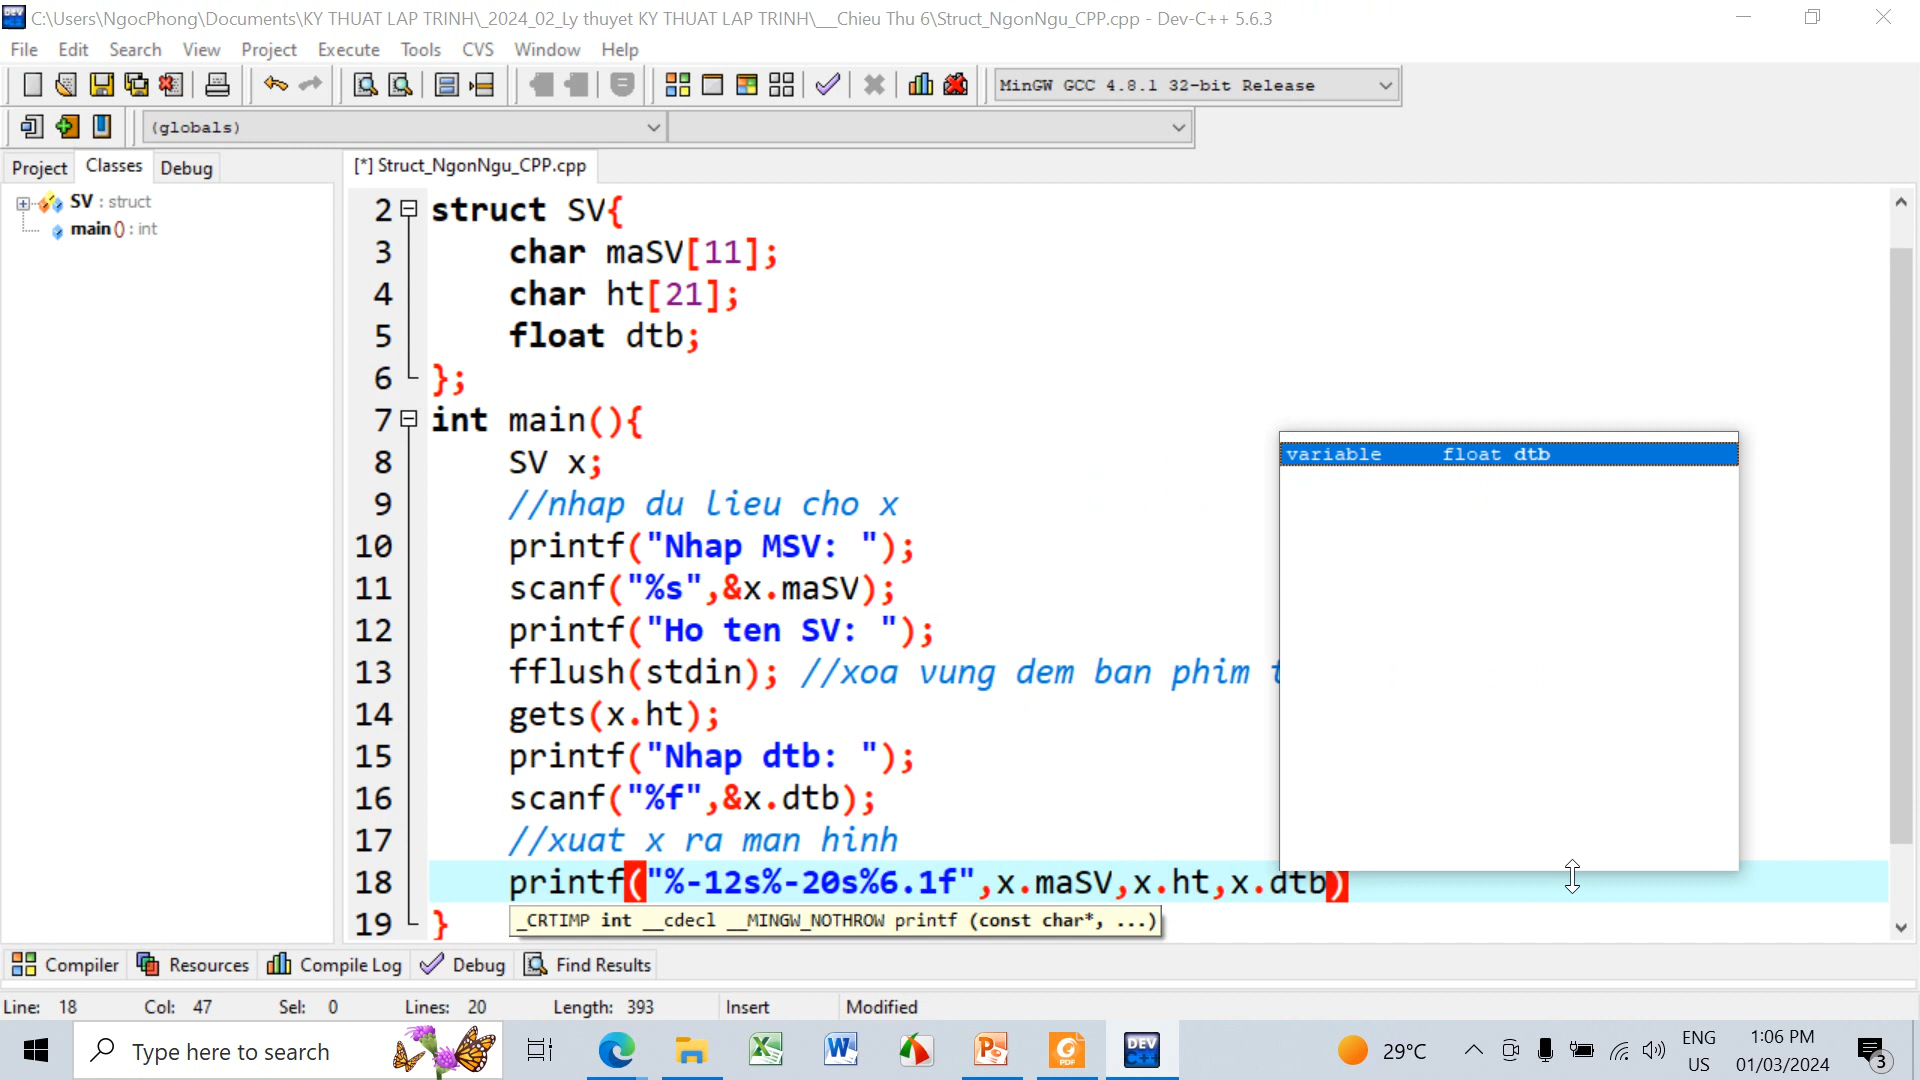 C:\Users\NgocPhong\Documents\KY THUAT LAP TRINH\_2024_02_Ly thuyet KY THUAT LAP TRINH\___Chieu Thu 6\Struct_NgonNgu_CPP.cpp - Dev-C++ 5.6.3
File Edit Search View Project Execute Tools CVS Window Help
MinGW GCC 4.8.1 32-bit Release
(globals)
Project Classes Debug
[*] Struct_NgonNgu_CPP.cpp
SV : struct
main () : int
2 struct SV{
3 char maSV[11];
4 char ht[21];
5 float dtb;
6 };
7 int main(){
8 SV x;
9 //nhap du lieu cho x
10 printf("Nhap MSV: ");
11 scanf("%s",&x.maSV);
12 printf("Ho ten SV: ");
13 fflush(stdin); //xoa vung dem ban phim
14 gets(x.ht);
15 printf("Nhap dtb: ");
16 scanf("%f",&x.dtb);
17 //xuat x ra man hinh
18 printf("%-12s%-20s%6.1f",x.maSV,x.ht,x.dtb)
19 }
variable float dtb
_CRTIMP int __cdecl __MINGW_NOTHROW printf (const char*, ...)
Compiler Resources Compile Log Debug Find Results
Line: 18 Col: 47 Sel: 0 Lines: 20 Length: 393 Insert Modified
Type here to search
DEV C++
29°C
ENG
US
1:06 PM
01/03/2024
3